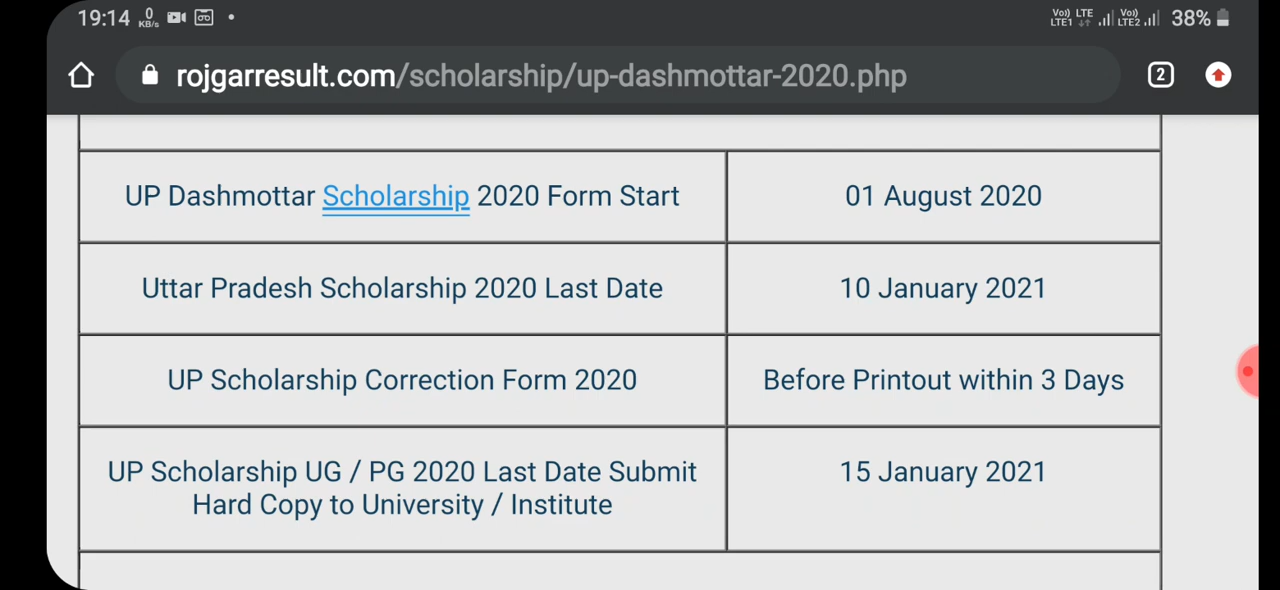 19:14 0 KB/s Vo) LTE LTE1 Vo) LTE2 38%
rojgarresult.com/scholarship/up-dashmottar-2020.php 2
UP Dashmottar Scholarship 2020 Form Start 01 August 2020
Uttar Pradesh Scholarship 2020 Last Date 10 January 2021
UP Scholarship Correction Form 2020 Before Printout within 3 Days
UP Scholarship UG / PG 2020 Last Date Submit 15 January 2021
Hard Copy to University / Institute